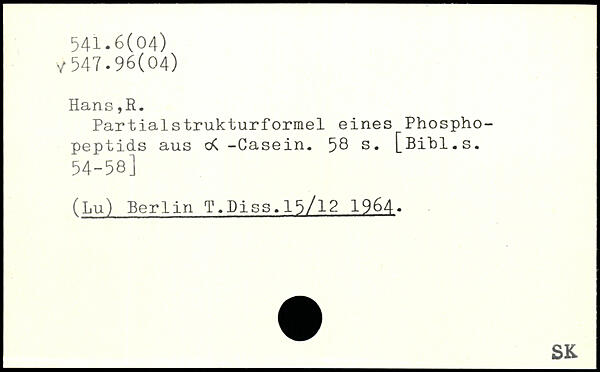 541.6(04)
v 547.96(04)
Hans,R.
Partialstrukturformel eines Phospho-
peptids aus α -Casein. 58 s. [Bibl.s.
54-58]
(Lu) Berlin T.Diss.15/12 1964.
SK